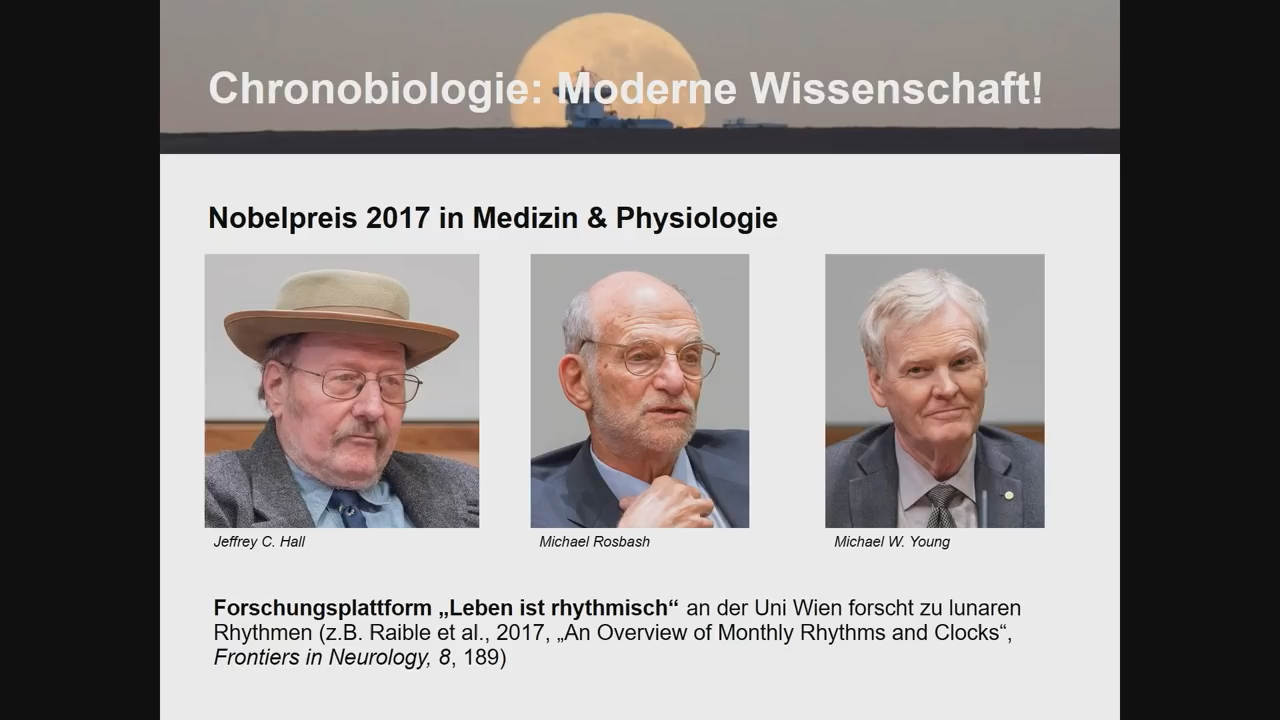 Chronobiologie: Moderne Wissenschaft!
Nobelpreis 2017 in Medizin & Physiologie
Jeffrey C. Hall
Michael Rosbash
Michael W. Young
Forschungsplattform „Leben ist rhythmisch“ an der Uni Wien forscht zu lunaren
Rhythmen (z.B. Raible et al., 2017, „An Overview of Monthly Rhythms and Clocks“,
Frontiers in Neurology, 8, 189)